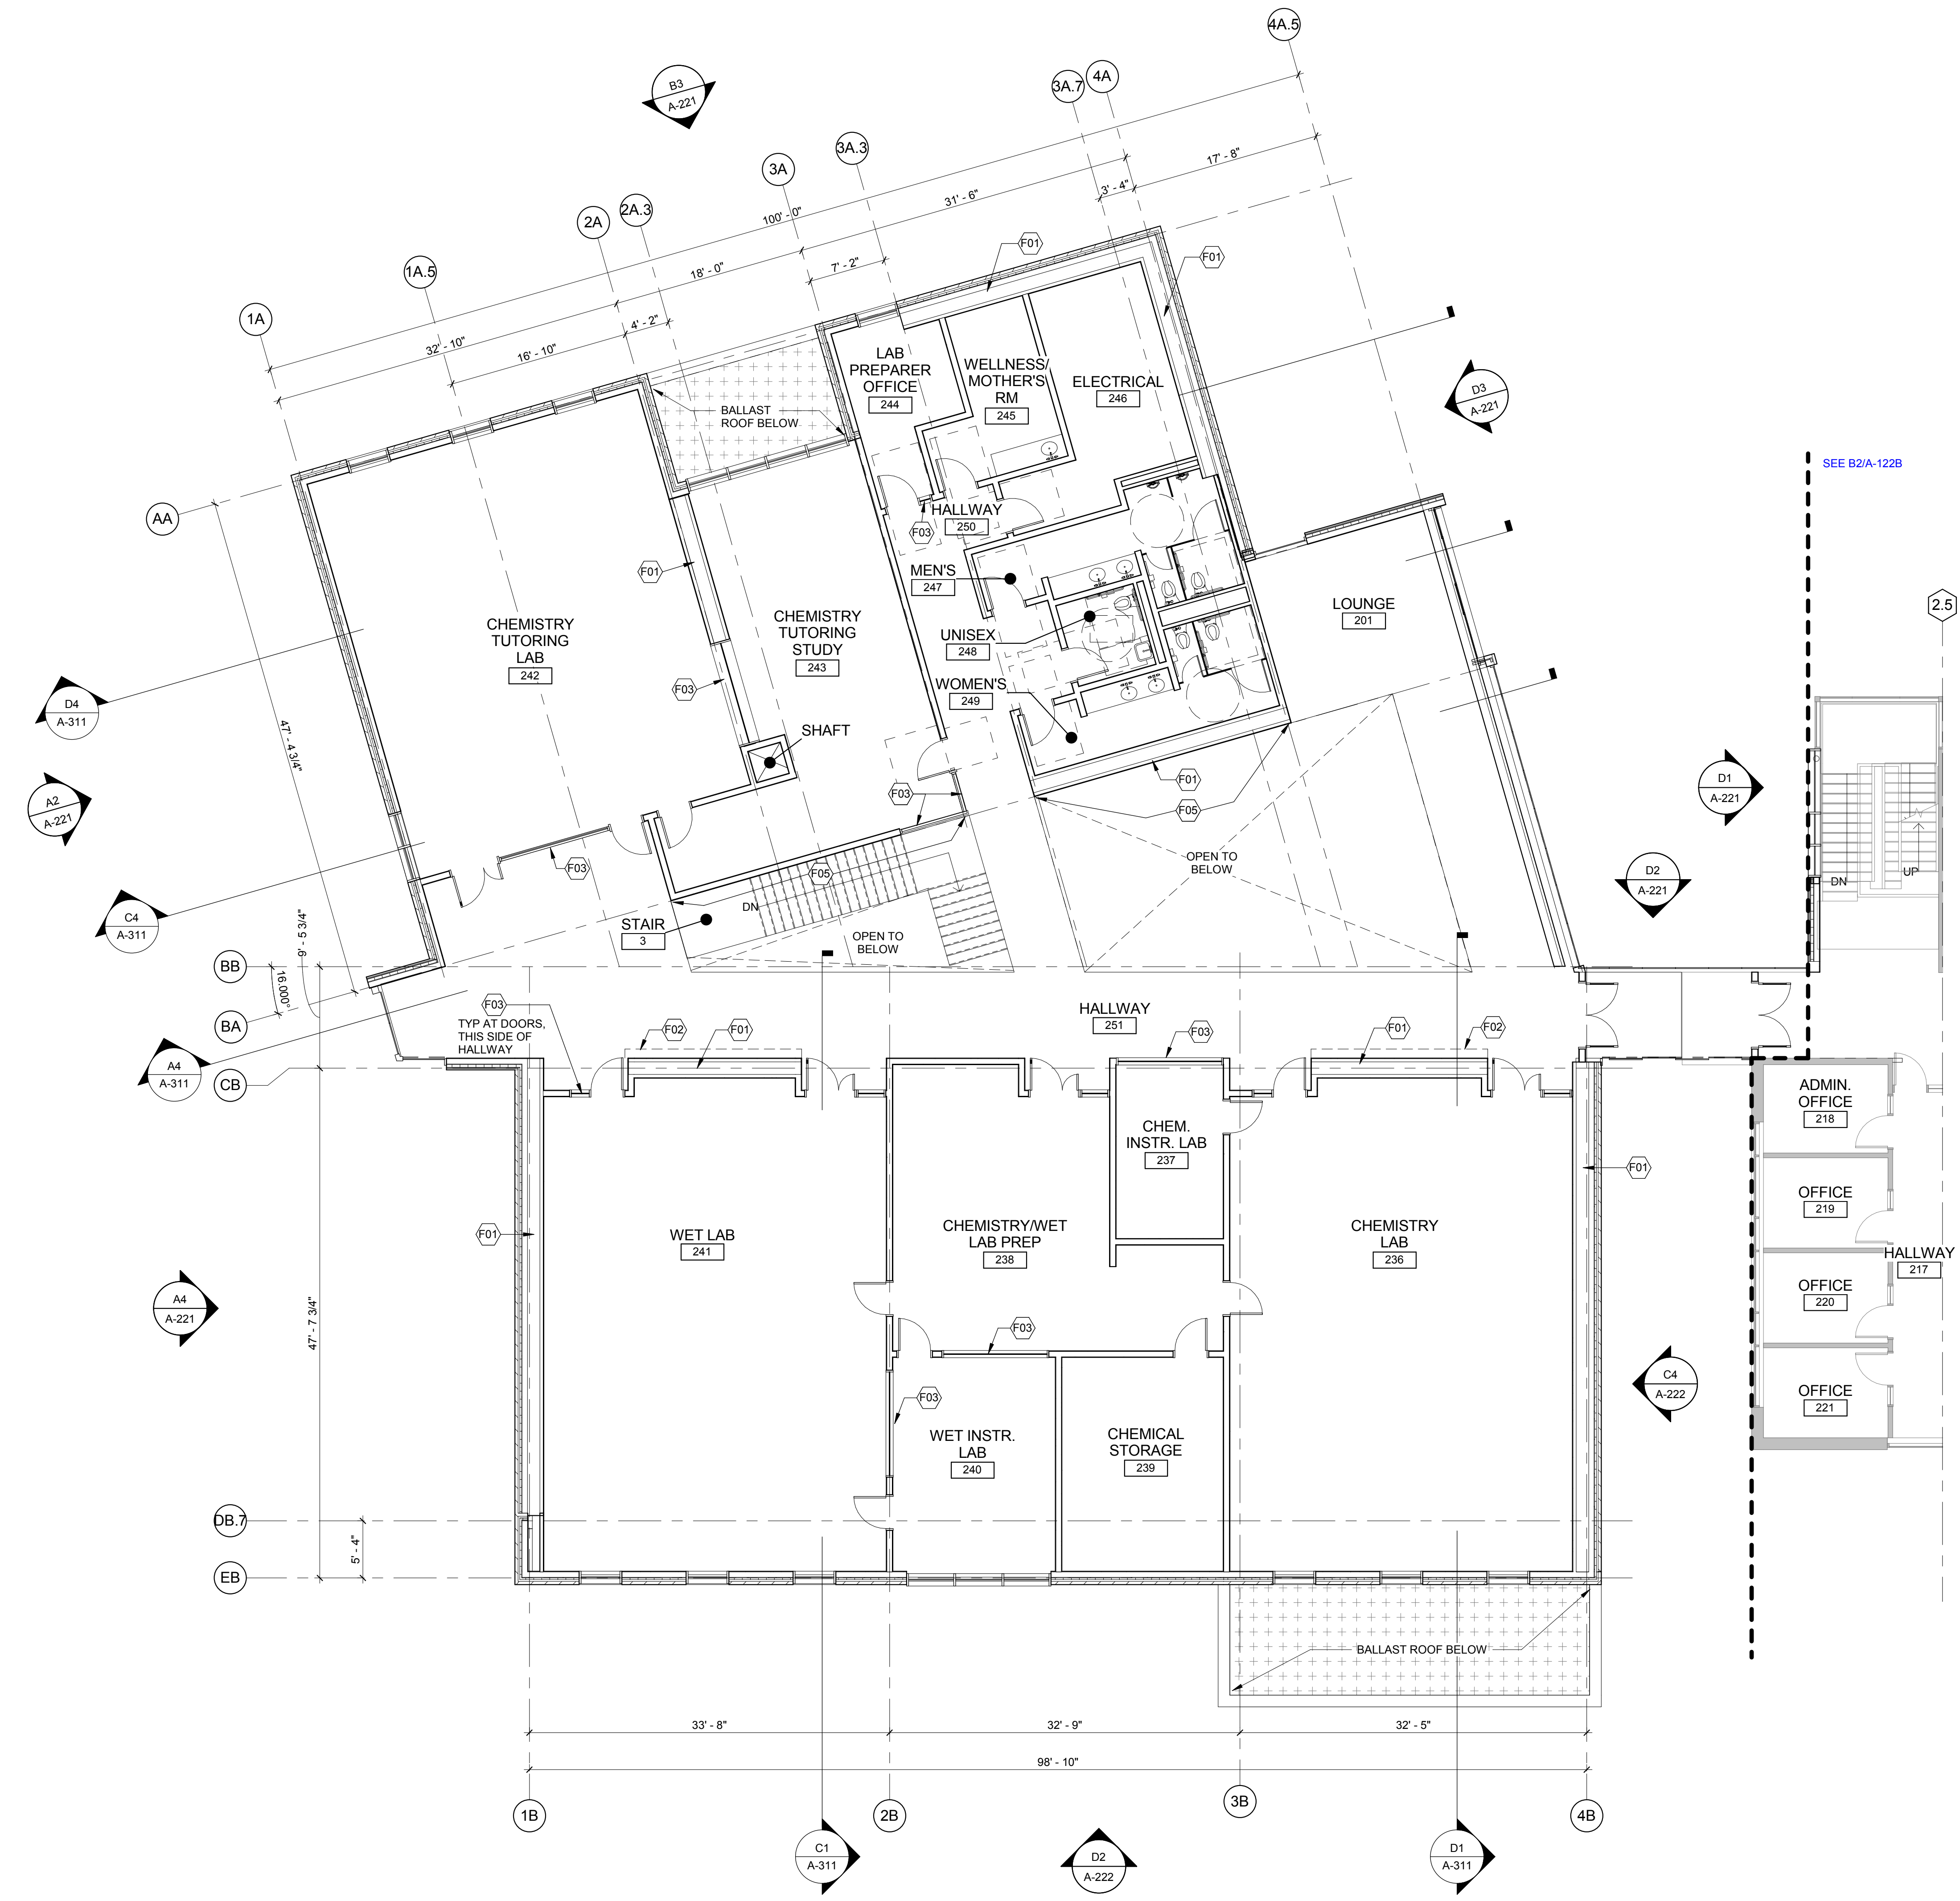 4A.5
B3
A-221
3A.7
4A
3A.3
3A
2A.3
2A
1A.5
1A
17' - 8"
3' - 4"
31' - 6"
100' - 0"
18' - 0"
7' - 2"
4' - 2"
32' - 10"
16' - 10"
F01
F01
LAB
PREPARER
OFFICE
244
WELLNESS/
MOTHER'S
RM
245
ELECTRICAL
246
D3
A-221
BALLAST
ROOF BELOW
SEE B2/A-122B
AA
HALLWAY
250
F03
F01
MEN'S
247
CHEMISTRY
TUTORING
LAB
242
CHEMISTRY
TUTORING
STUDY
243
LOUNGE
201
2.5
UNISEX
248
F03
WOMEN'S
249
D4
A-311
47' - 4 3/4"
SHAFT
F01
F03
F05
D1
A-221
A2
A-221
F03
F05
OPEN TO
BELOW
D2
A-221
DN
UP
C4
A-311
DN
STAIR
3
OPEN TO
BELOW
9' - 5 3/4"
16.000°
BB
BA
F03
TYP AT DOORS,
THIS SIDE OF
HALLWAY
F02
F01
HALLWAY
251
F03
F01
F02
A4
A-311
CB
ADMIN.
OFFICE
218
CHEM.
INSTR. LAB
237
F01
OFFICE
219
F01
WET LAB
241
CHEMISTRY/WET
LAB PREP
238
CHEMISTRY
LAB
236
HALLWAY
217
OFFICE
220
A4
A-221
47' - 7 3/4"
F03
F03
C4
A-222
OFFICE
221
WET INSTR.
LAB
240
CHEMICAL
STORAGE
239
DB.7
5' - 4"
EB
BALLAST ROOF BELOW
33' - 8"
32' - 9"
32' - 5"
98' - 10"
1B
2B
3B
4B
C1
A-311
D2
A-222
D1
A-311